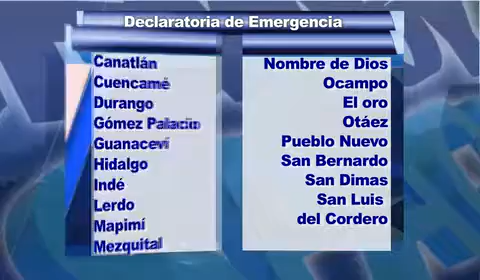 Declaratoria de Emergencia
Canatlán
Cuencamé
Durango
Gómez Palacio
Guanaceví
Hidalgo
Indé
Lerdo
Mapimí
Mezquital
Nombre de Dios
Ocampo
El oro
Otáez
Pueblo Nuevo
San Bernardo
San Dimas
San Luis
del Cordero